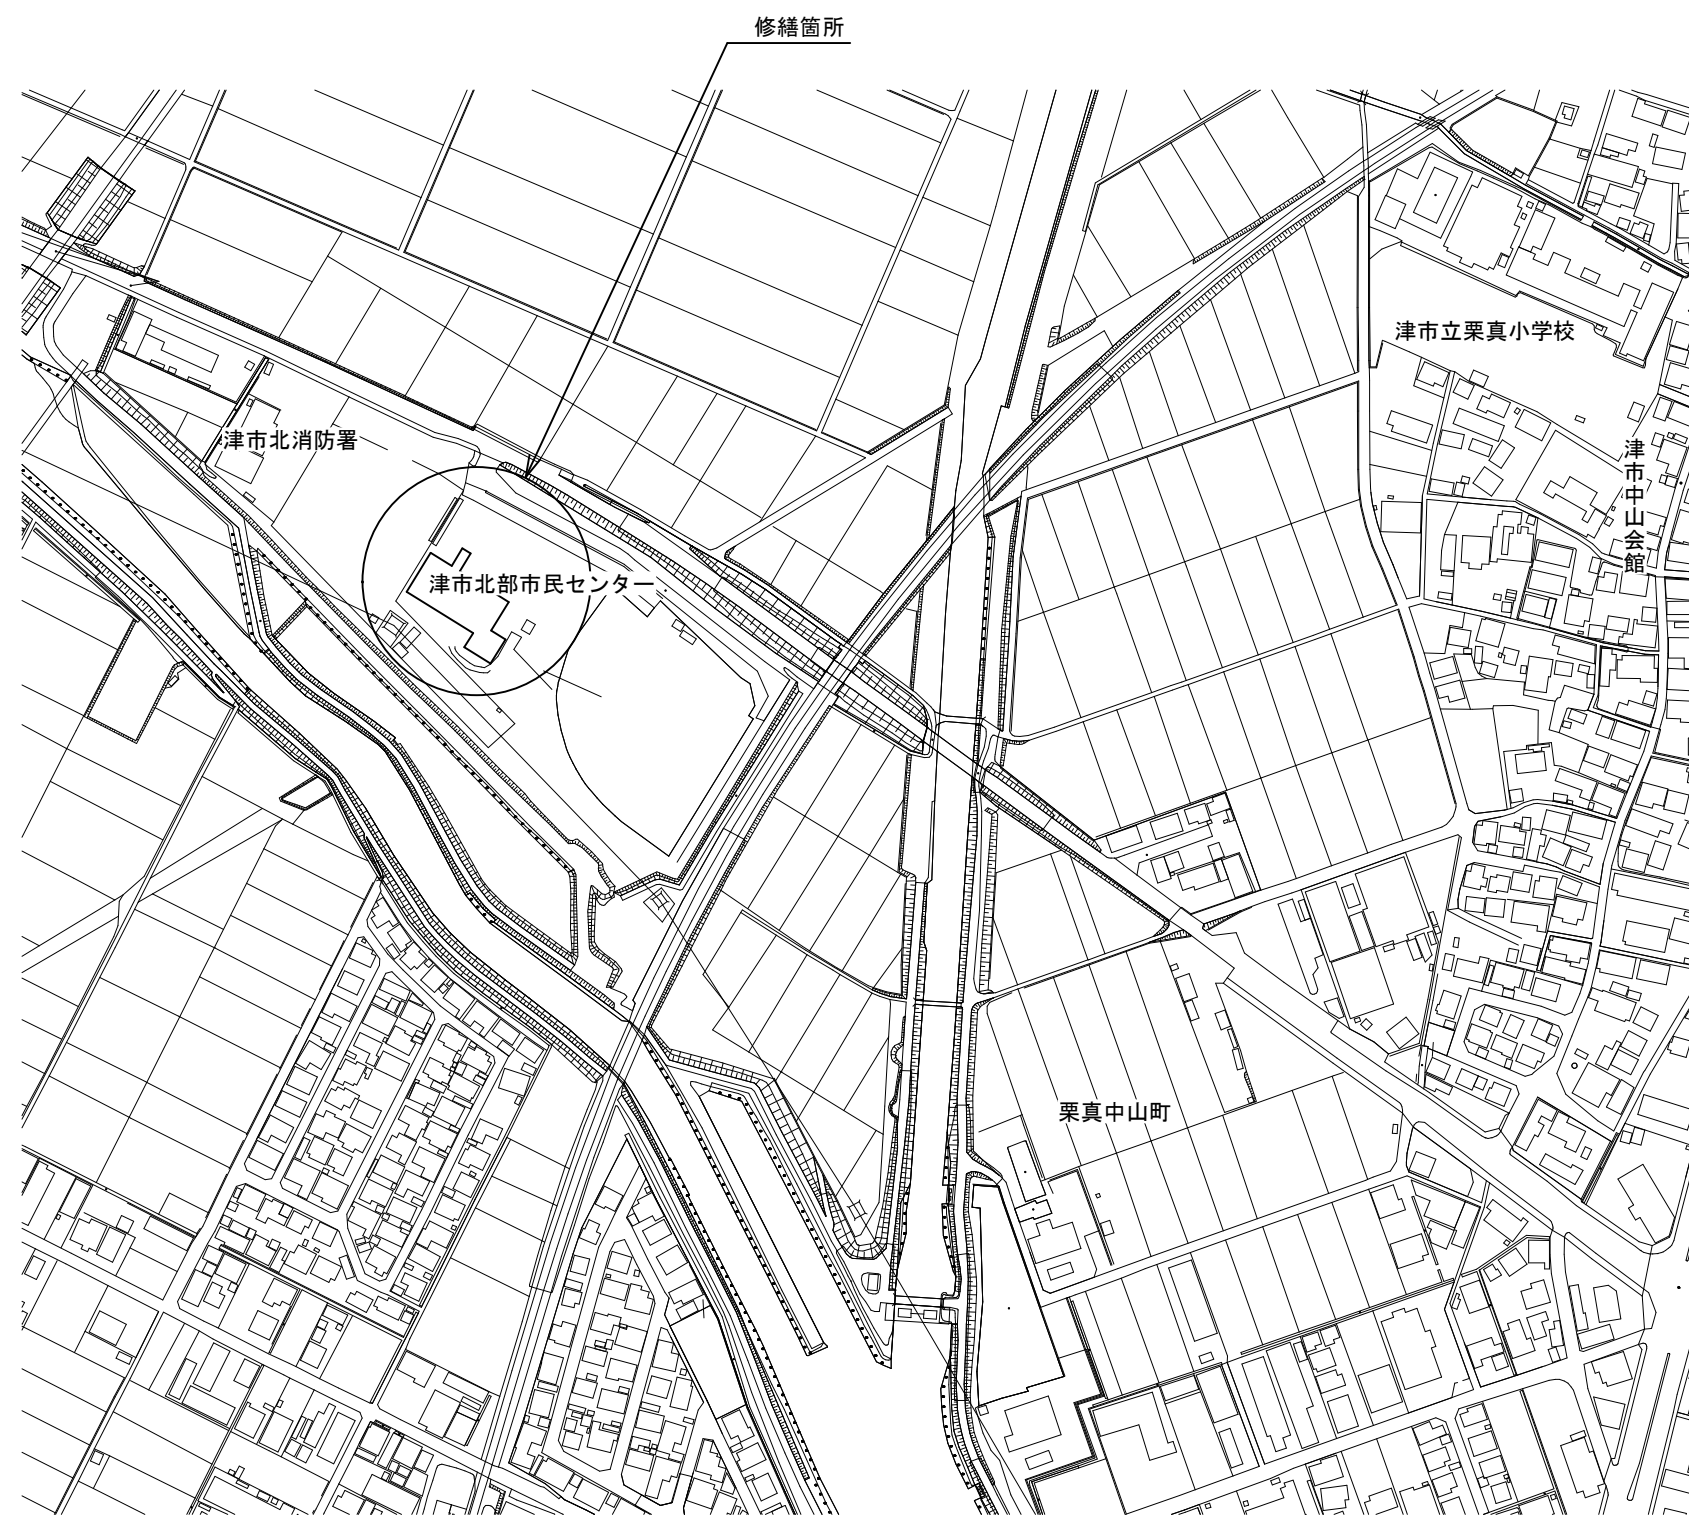 修繕箇所
津市立栗真小学校
津市北消防署
津市中山会館
津市北部市民センター
栗真中山町